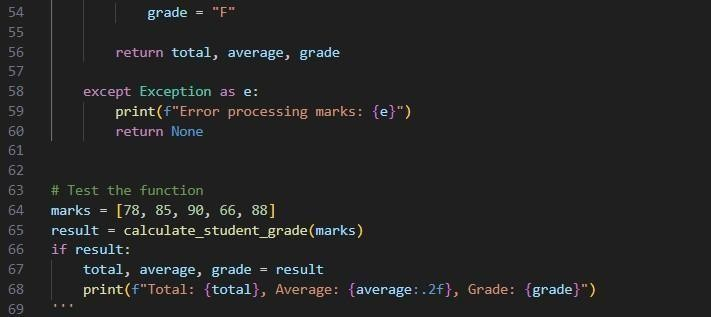 54 grade = "F"
55
56 return total, average, grade
57
58 except Exception as e:
59 print(f"Error processing marks: {e}")
60 return None
61
62
63 # Test the function
64 marks = [78, 85, 90, 66, 88]
65 result = calculate_student_grade(marks)
66 if result:
67 total, average, grade = result
68 print(f"Total: {total}, Average: {average:.2f}, Grade: {grade}")
69 '''